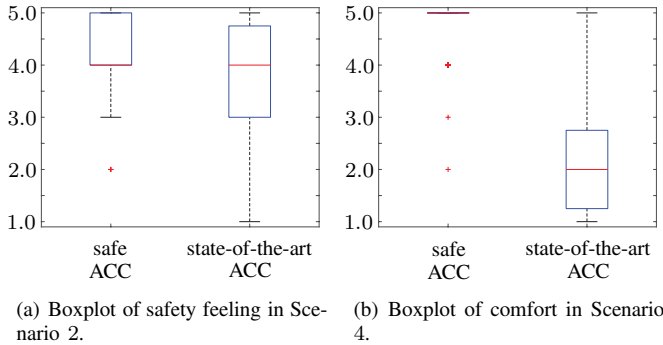 5.0
4.0
3.0
2.0
1.0
safe
ACC
state-of-the-art
ACC
(a) Boxplot of safety feeling in Sce-
nario 2.
5.0
4.0
3.0
2.0
1.0
safe
ACC
state-of-the-art
ACC
(b) Boxplot of comfort in Scenario
4.